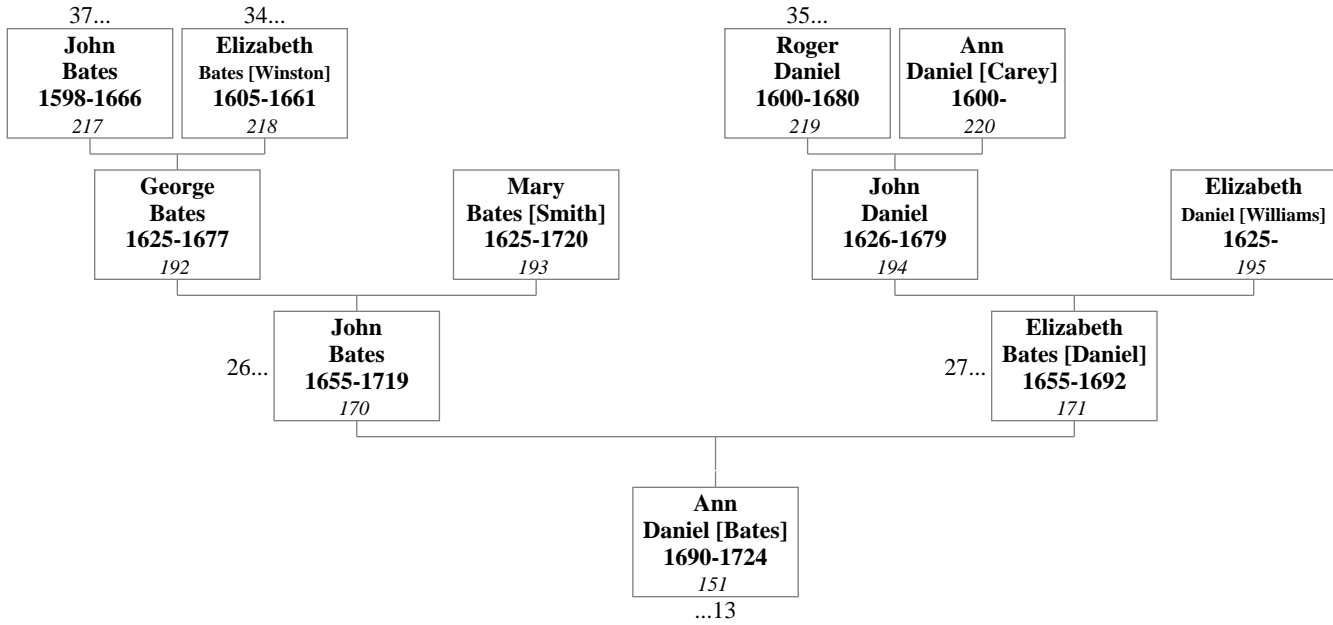 37...
34...
35...
John
Bates
1598-1666
217
Elizabeth
Bates [Winston]
1605-1661
218
Roger
Daniel
1600-1680
219
Ann
Daniel [Carey]
1600-
220
George
Bates
1625-1677
192
Mary
Bates [Smith]
1625-1720
193
John
Daniel
1626-1679
194
Elizabeth
Daniel [Williams]
1625-
195
26...
John
Bates
1655-1719
170
27...
Elizabeth
Bates [Daniel]
1655-1692
171
Ann
Daniel [Bates]
1690-1724
151
...13